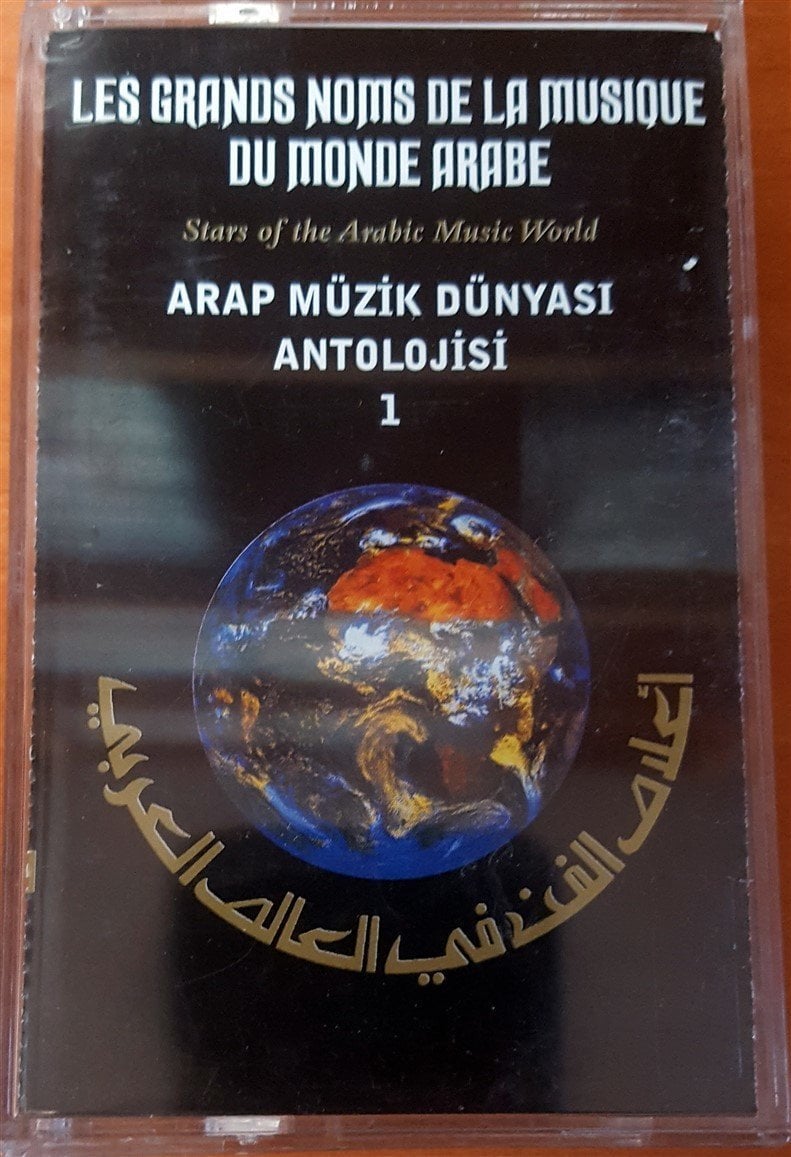 LES GRANDS NOMS DE LA MUSIQUE
DU MONDE ARABE
Stars of the Arabic Music World
ARAP MÜZİK DÜNYASI
ANTOLOJİSİ
1
أعلام الفن في العالم العربي